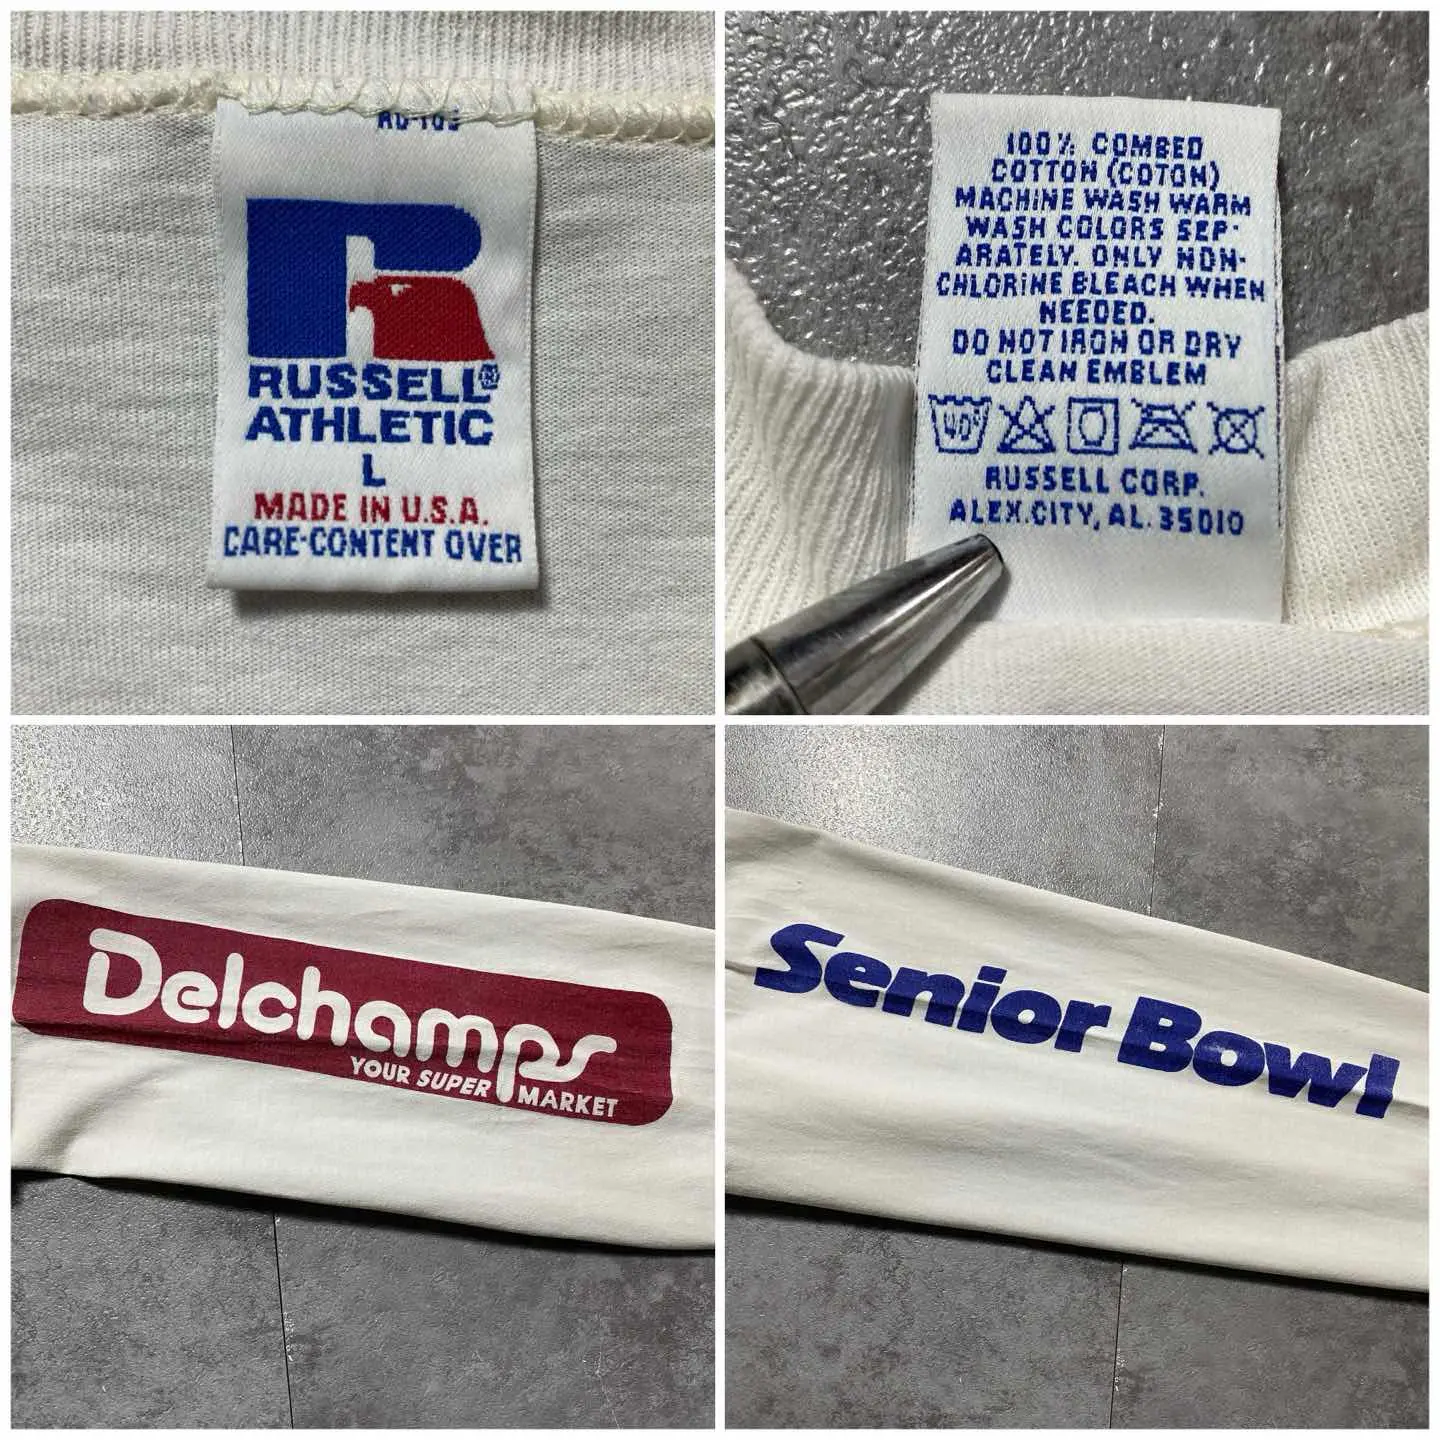 RUSSELL
ATHLETIC
L
MADE IN U.S.A.
CARE-CONTENT OVER
100% COMBED
COTTON (COTON)
MACHINE WASH WARM
WASH COLORS SEP-
ARATELY. ONLY NON-
CHLORINE BLEACH WHEN
NEEDED.
DO NOT IRON OR DRY
CLEAN EMBLEM
40°
RUSSELL CORP.
ALEX.CITY, AL. 35010
Delchamps
YOUR SUPER MARKET
Senior Bowl